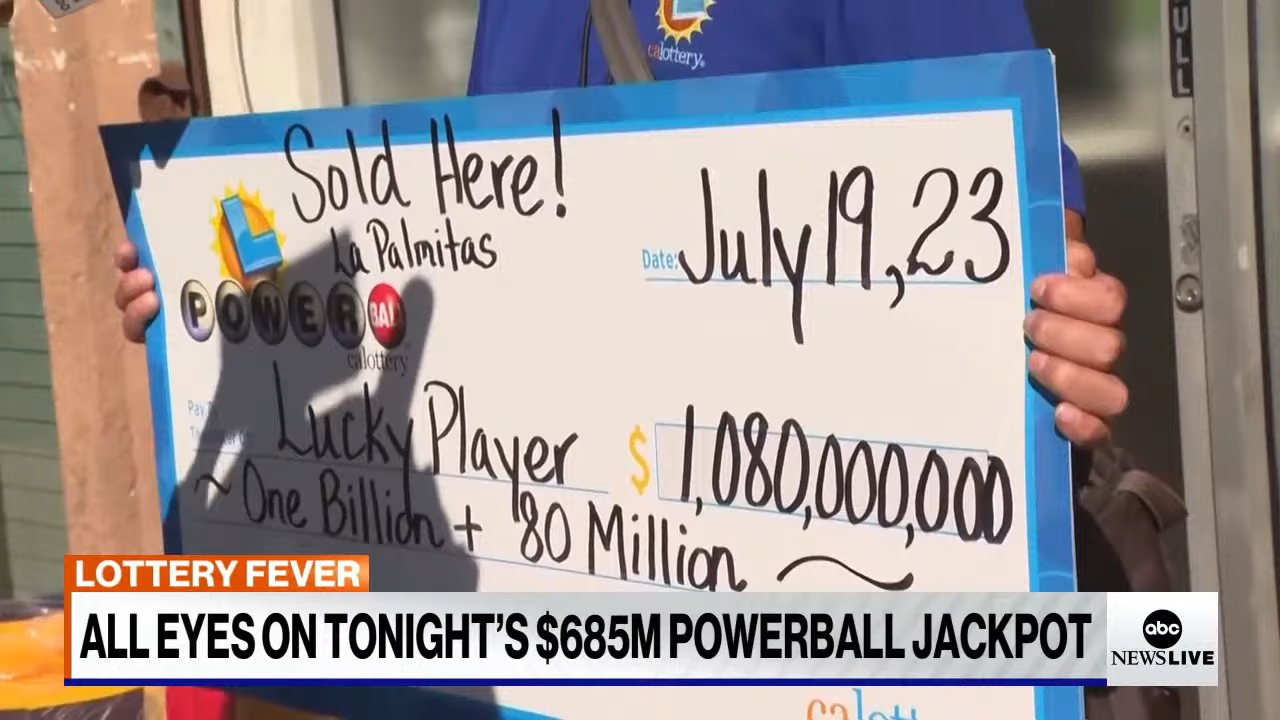 ULL
calottery
Sold Here!
La Palmitas
Date: July 19, 23
POWERBALL
calottery
Lucky Player $ 1,080,000,000
~ One Billion + 80 Million ~
LOTTERY FEVER
ALL EYES ON TONIGHT'S $685M POWERBALL JACKPOT
abc
NEWS LIVE